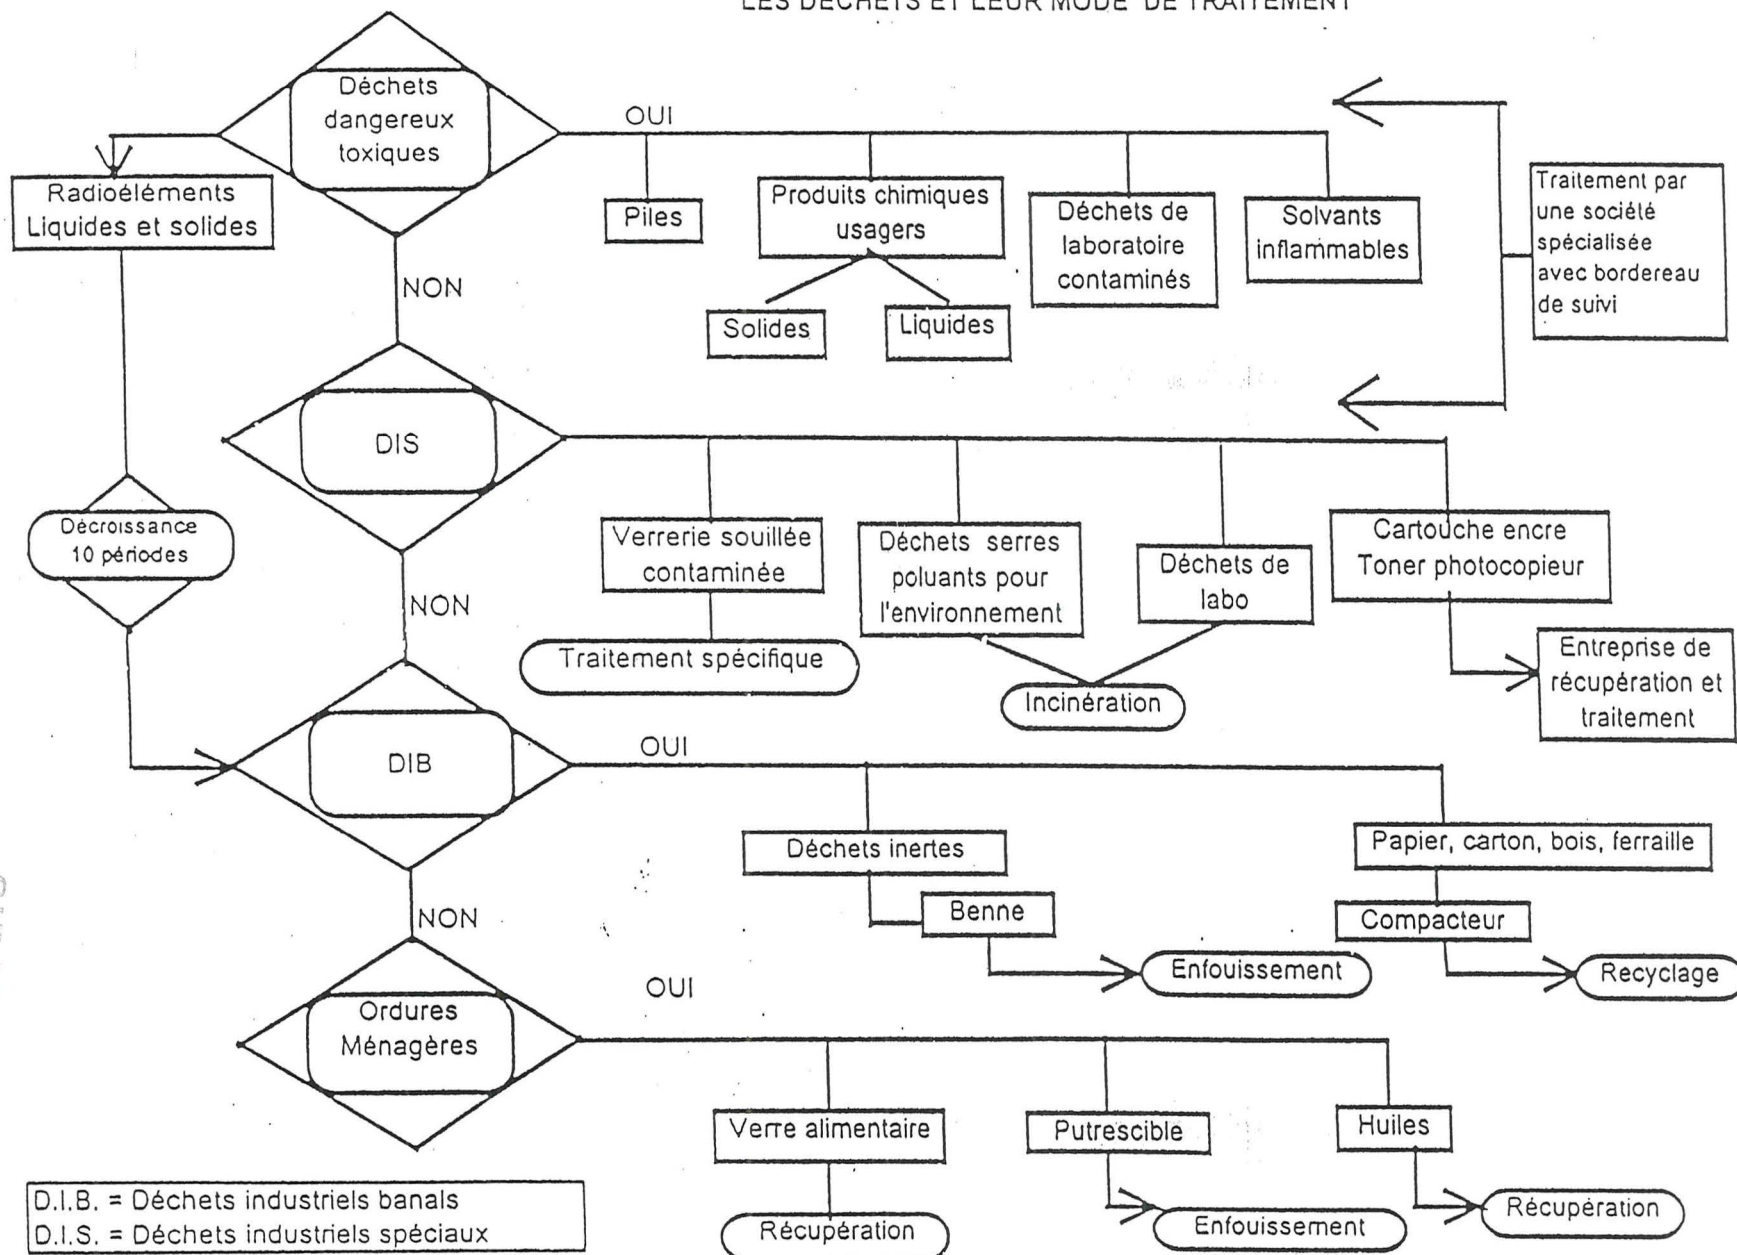 LES DECHETS ET LEUR MODE DE TRAITEMENT
Déchets
dangereux
toxiques
OUI
Radioéléments
Liquides et solides
Piles
Produits chimiques
usagers
Solides
Liquides
Déchets de
laboratoire
contaminés
Solvants
inflammables
Traitement par
une société
spécialisée
avec bordereau
de suivi
NON
DIS
Verrerie souillée
contaminée
Traitement spécifique
Déchets serres
poluants pour
l'environnement
Déchets de
labo
Incinération
Cartouche encre
Toner photocopieur
Entreprise de
récupération et
traitement
Décroissance
10 périodes
NON
DIB
OUI
Déchets inertes
Benne
Enfouissement
Papier, carton, bois, ferraille
Compacteur
Recyclage
NON
Ordures
Ménagères
OUI
Verre alimentaire
Récupération
Putrescible
Enfouissement
Huiles
Récupération
D.I.B. = Déchets industriels banals
D.I.S. = Déchets industriels spéciaux